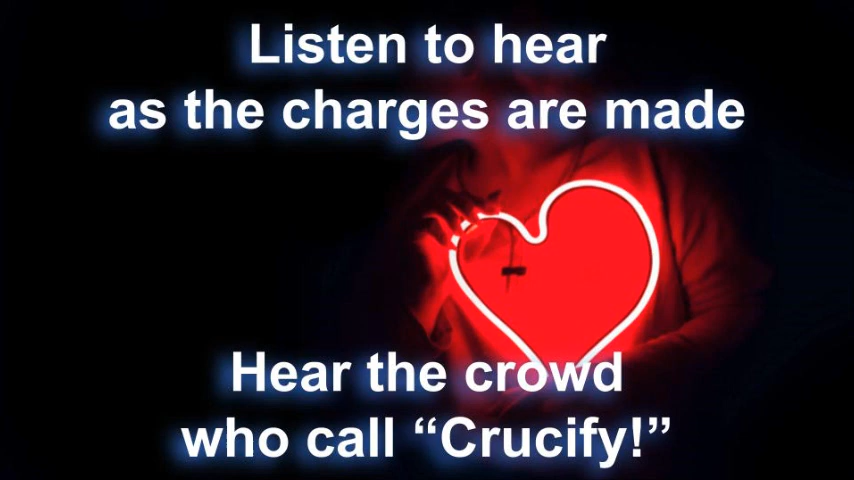 Listen to hear
as the charges are made
Hear the crowd
who call “Crucify!”